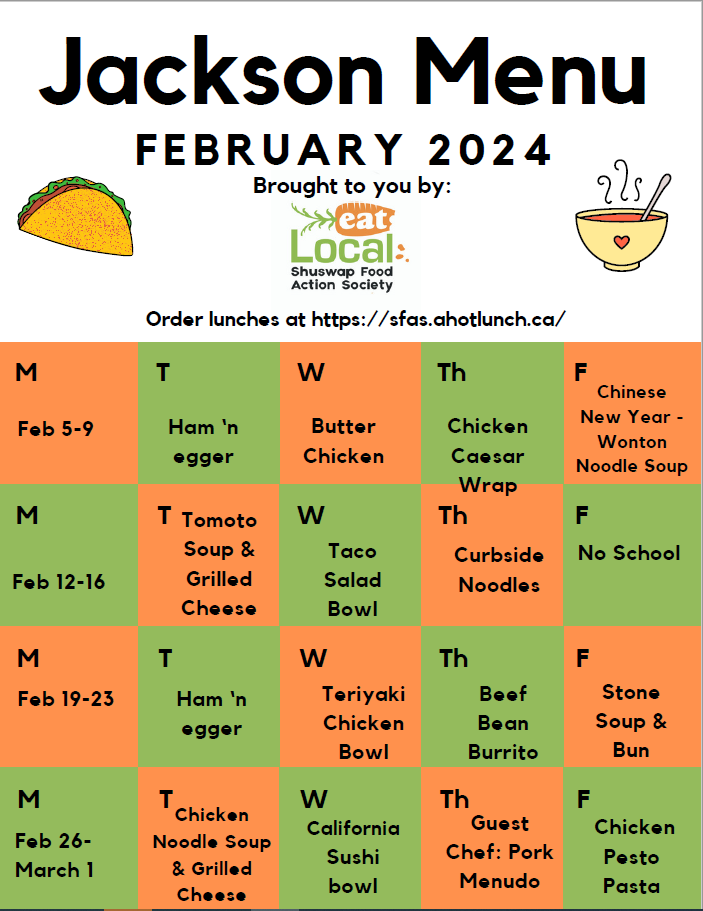 Jackson Menu
FEBRUARY 2024
Brought to you by:
eat
Local
Shuswap Food
Action Society
Order lunches at https://sfas.ahotlunch.ca/
M
Feb 5-9
T
Ham 'n
egger
W
Butter
Chicken
Th
Chicken
Caesar
Wrap
F
Chinese
New Year -
Wonton
Noodle Soup
M
Feb 12-16
T
Tomoto
Soup &
Grilled
Cheese
W
Taco
Salad
Bowl
Th
Curbside
Noodles
F
No School
M
Feb 19-23
T
Ham 'n
egger
W
Teriyaki
Chicken
Bowl
Th
Beef
Bean
Burrito
F
Stone
Soup &
Bun
M
Feb 26-
March 1
T
Chicken
Noodle Soup
& Grilled
Cheese
W
California
Sushi
bowl
Th
Guest
Chef: Pork
Menudo
F
Chicken
Pesto
Pasta